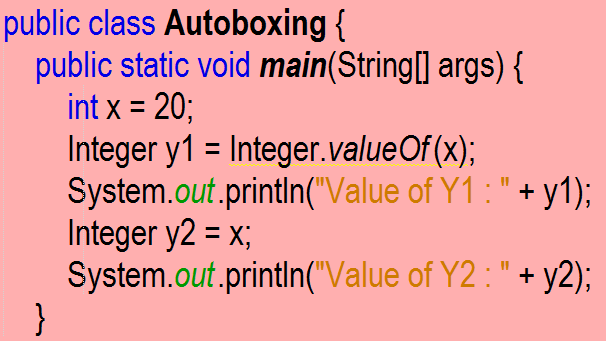 public class Autoboxing {
public static void main(String[] args) {
int x = 20;
Integer y1 = Integer.valueOf(x);
System.out.println("Value of Y1 : " + y1);
Integer y2 = x;
System.out.println("Value of Y2 : " + y2);
}